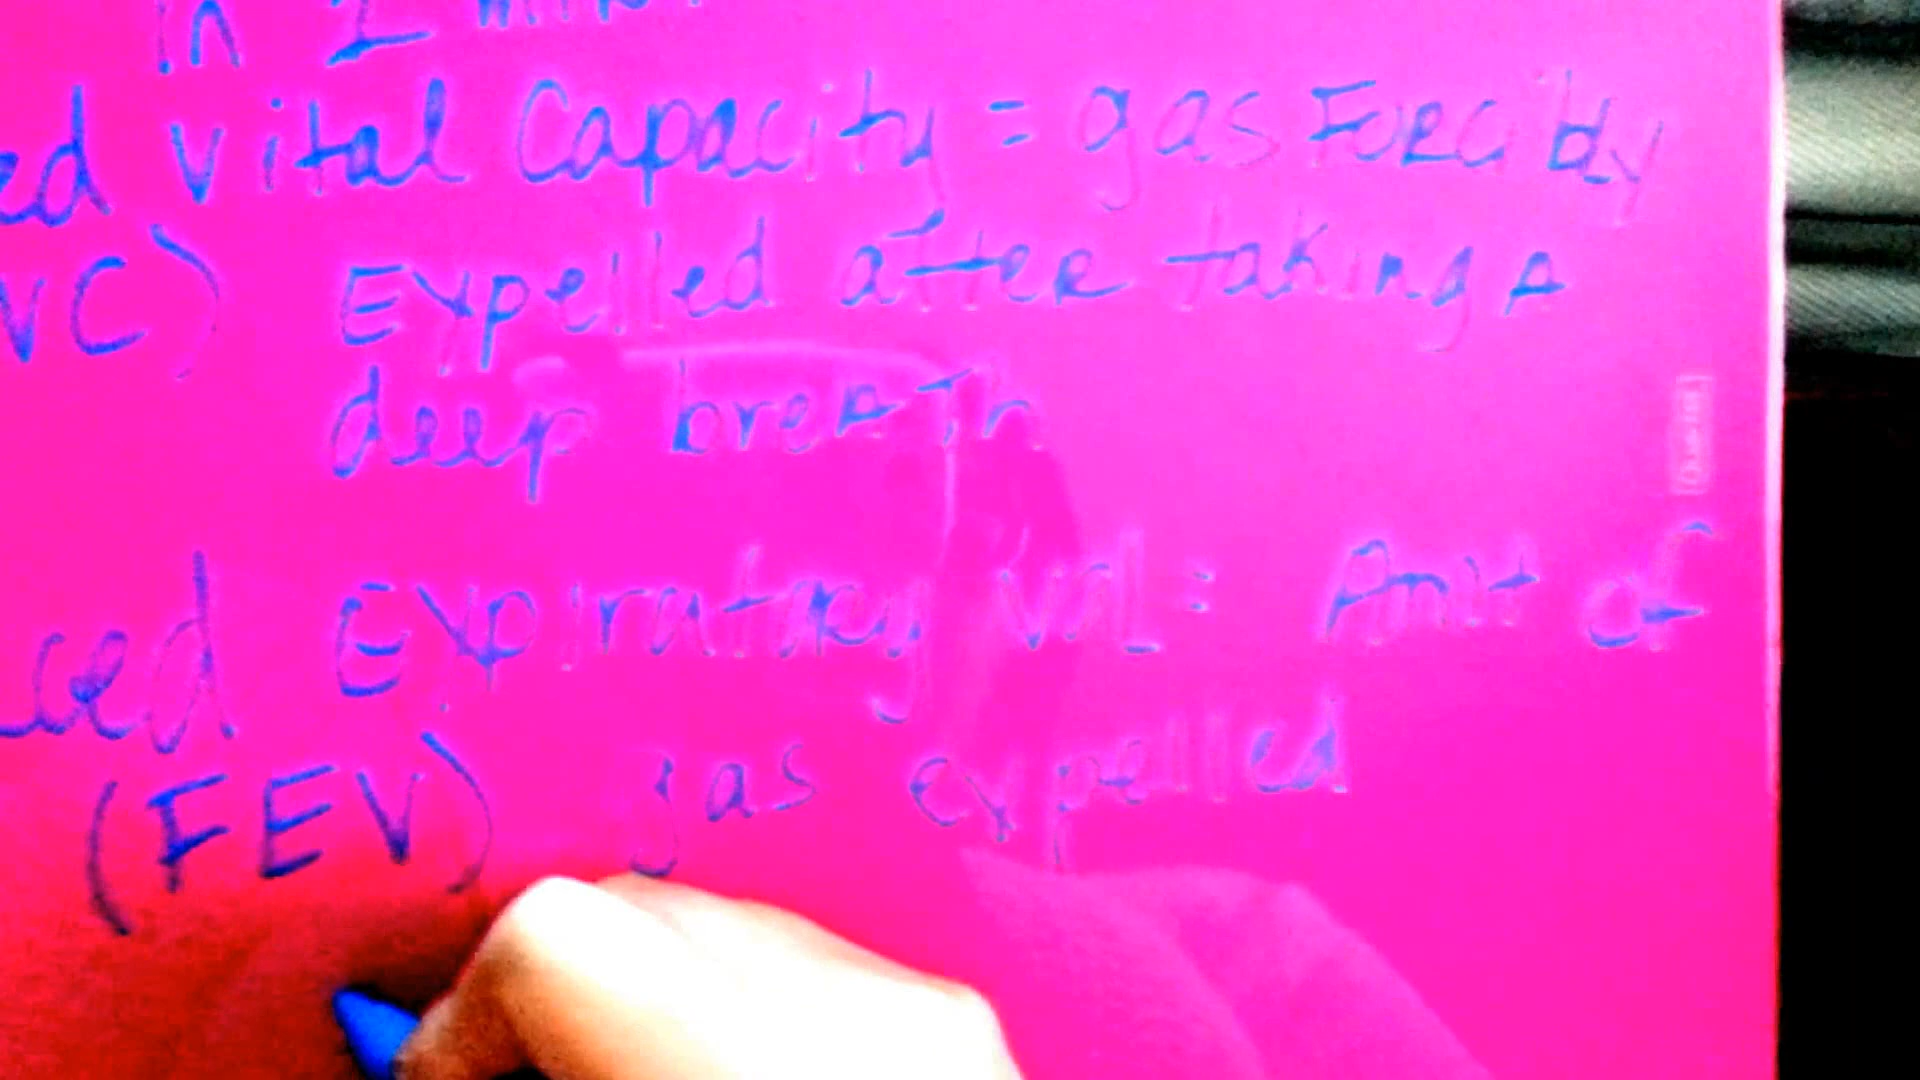 in 1 min.
ed Vital Capacity = gas Forcibly
VC) Expelled after taking a
deep breath
ced Expiratory Vol = Amt of
(FEV) gas expelled